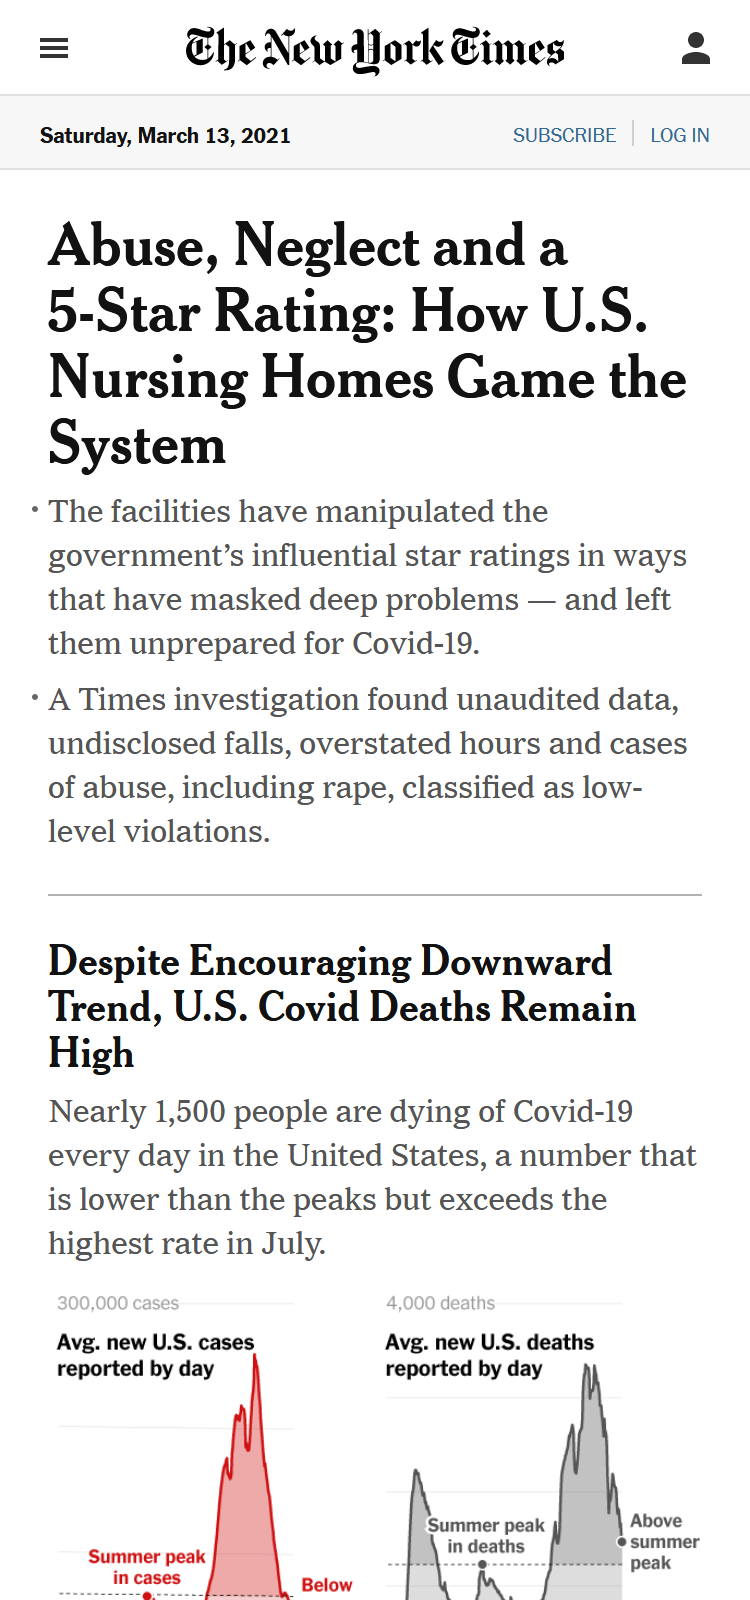 The New York Times
Saturday, March 13, 2021
SUBSCRIBE
LOG IN
Abuse, Neglect and a
5-Star Rating: How U.S.
Nursing Homes Game the
System
• The facilities have manipulated the
government’s influential star ratings in ways
that have masked deep problems — and left
them unprepared for Covid-19.
• A Times investigation found unaudited data,
undisclosed falls, overstated hours and cases
of abuse, including rape, classified as low-
level violations.
Despite Encouraging Downward
Trend, U.S. Covid Deaths Remain
High
Nearly 1,500 people are dying of Covid-19
every day in the United States, a number that
is lower than the peaks but exceeds the
highest rate in July.
300,000 cases
Avg. new U.S. cases
reported by day
Summer peak
in cases
Below
4,000 deaths
Avg. new U.S. deaths
reported by day
Summer peak
in deaths
Above
summer
peak